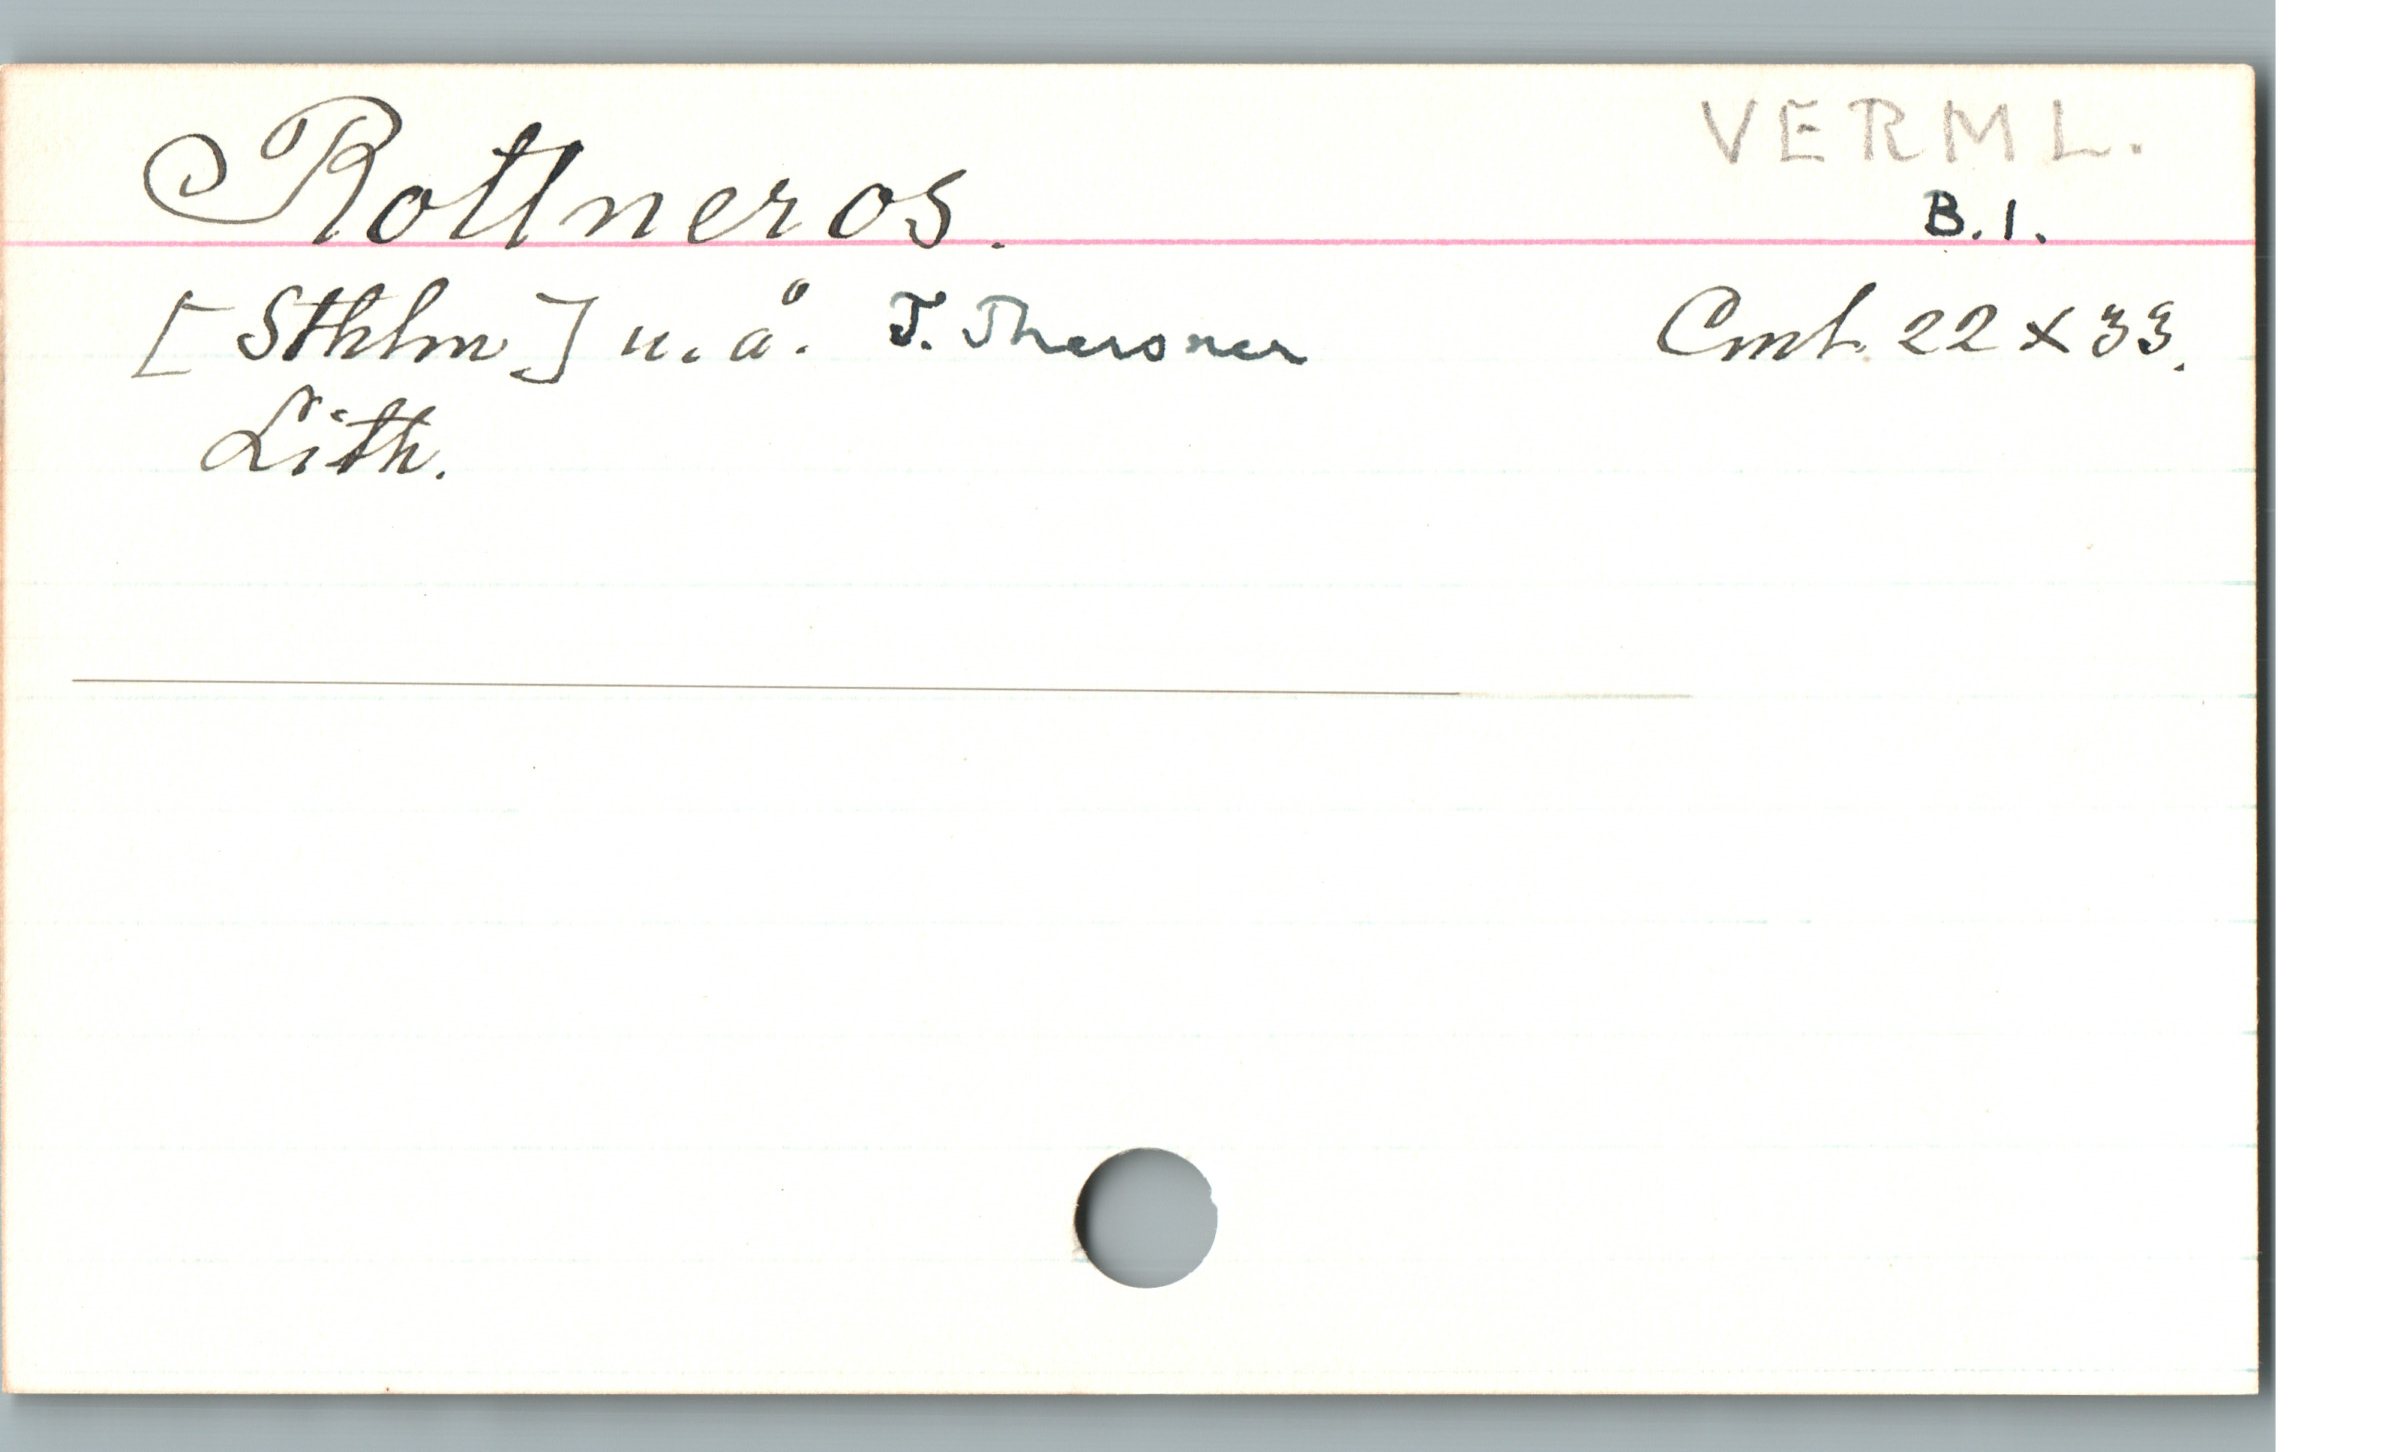 VERML.
Rottneros.
B.1.
[Sthlm] u.å. T. Thersner Cmt. 22 x 33.
Lith.